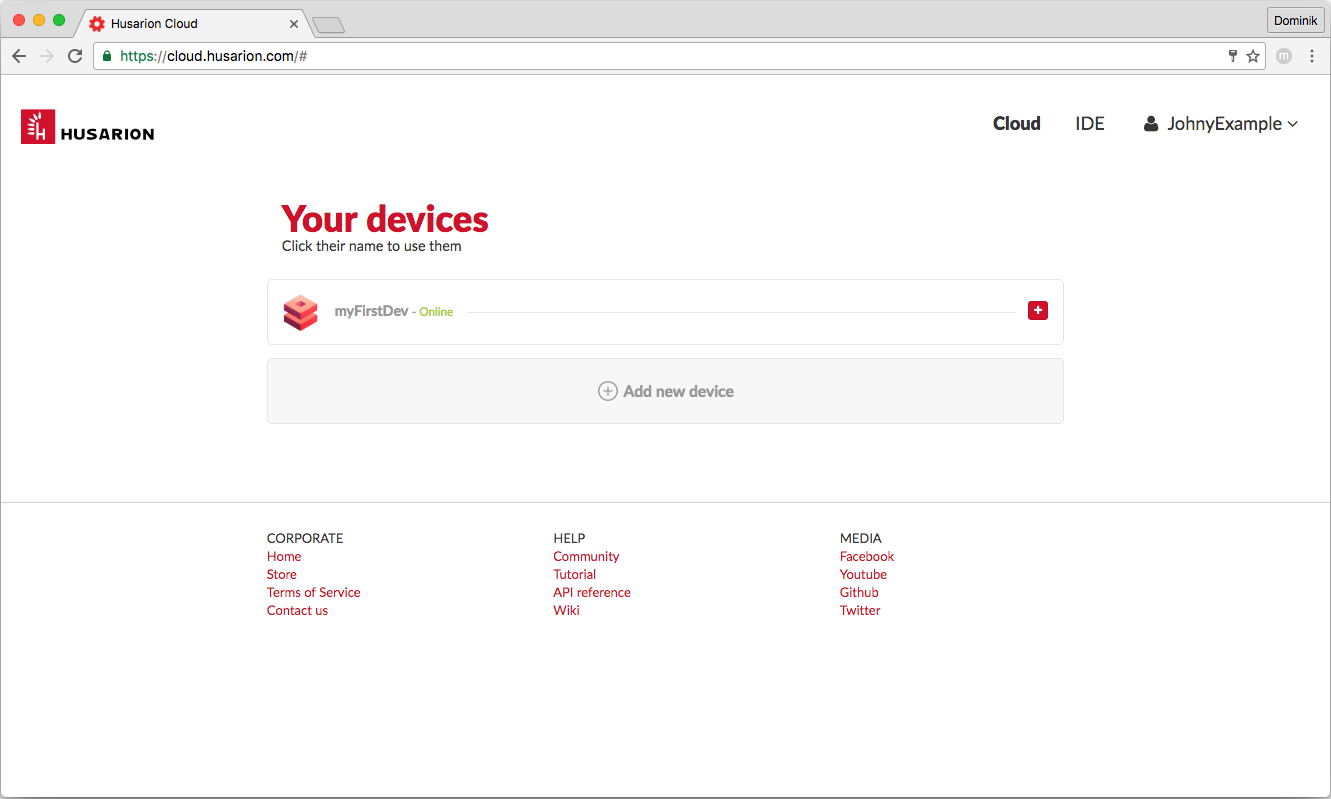 Husarion Cloud
Dominik
https://cloud.husarion.com/#
m
HUSARION
Cloud
IDE
JohnyExample
Your devices
Click their name to use them
myFirstDev - Online
Add new device
CORPORATE
Home
Store
Terms of Service
Contact us
HELP
Community
Tutorial
API reference
Wiki
MEDIA
Facebook
Youtube
Github
Twitter